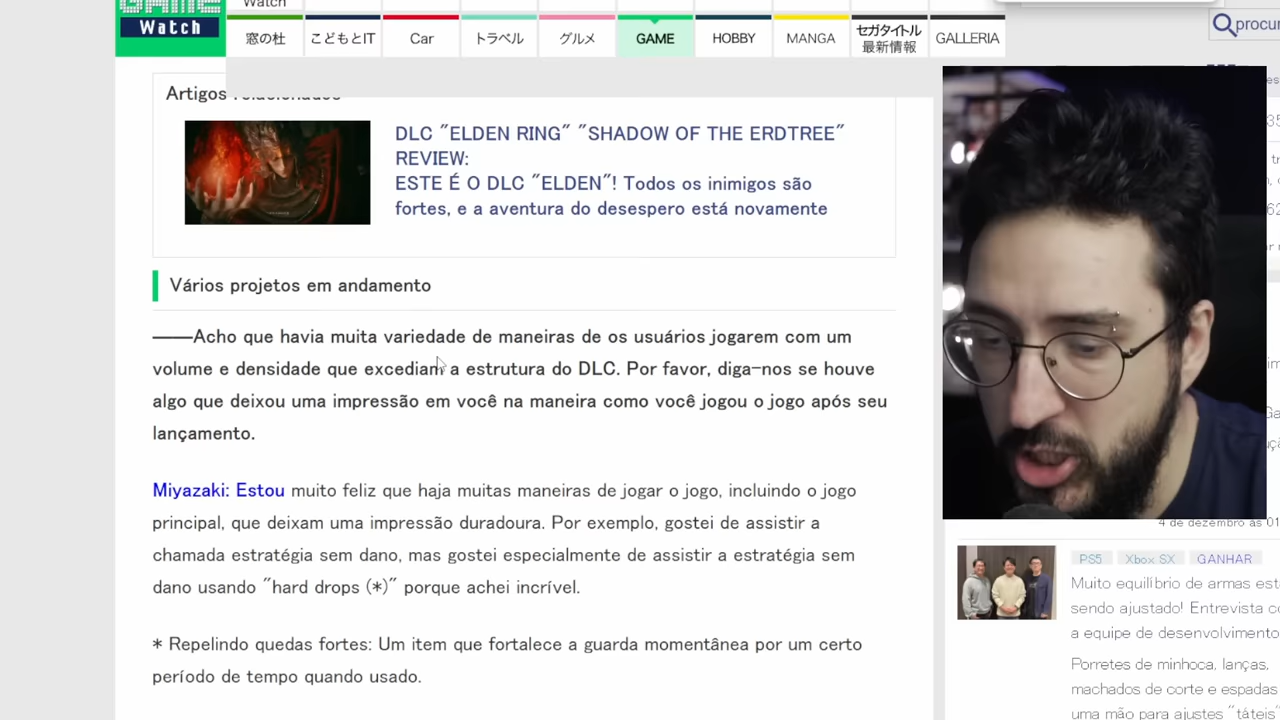 Watch
GAME
Watch
窓の杜
こどもとIT
Car
トラベル
グルメ
GAME
HOBBY
MANGA
セガタイトル
最新情報
GALLERIA
procu
Artigos relacionados
DLC "ELDEN RING" "SHADOW OF THE ERDTREE"
REVIEW:
ESTE É O DLC "ELDEN"! Todos os inimigos são
fortes, e a aventura do desespero está novamente
Vários projetos em andamento
——Acho que havia muita variedade de maneiras de os usuários jogarem com um
volume e densidade que excediam a estrutura do DLC. Por favor, diga-nos se houve
algo que deixou uma impressão em você na maneira como você jogou o jogo após seu
lançamento.
Miyazaki: Estou muito feliz que haja muitas maneiras de jogar o jogo, incluindo o jogo
principal, que deixam uma impressão duradoura. Por exemplo, gostei de assistir a
chamada estratégia sem dano, mas gostei especialmente de assistir a estratégia sem
dano usando "hard drops (*)" porque achei incrível.
* Repelindo quedas fortes: Um item que fortalece a guarda momentânea por um certo
período de tempo quando usado.
4 de dezembro às 01
PS5
Xbox SX
GANHAR
Muito equilíbrio de armas est
sendo ajustado! Entrevista c
a equipe de desenvolvimento
Porretes de minhoca, lanças,
machados de corte e espadas
uma mão para ajustes "táteis"